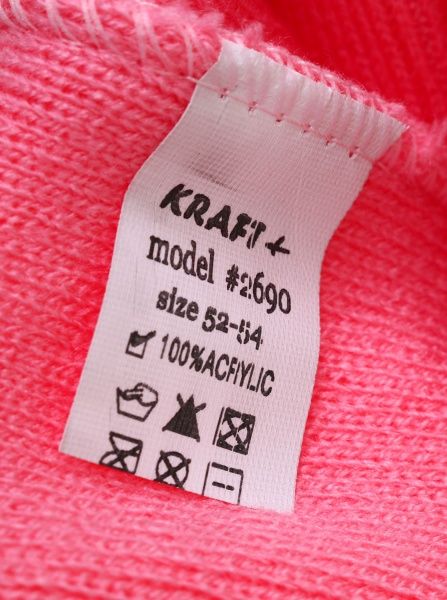 KRAFT+
model #2690
size 52-54
100%ACRYLIC